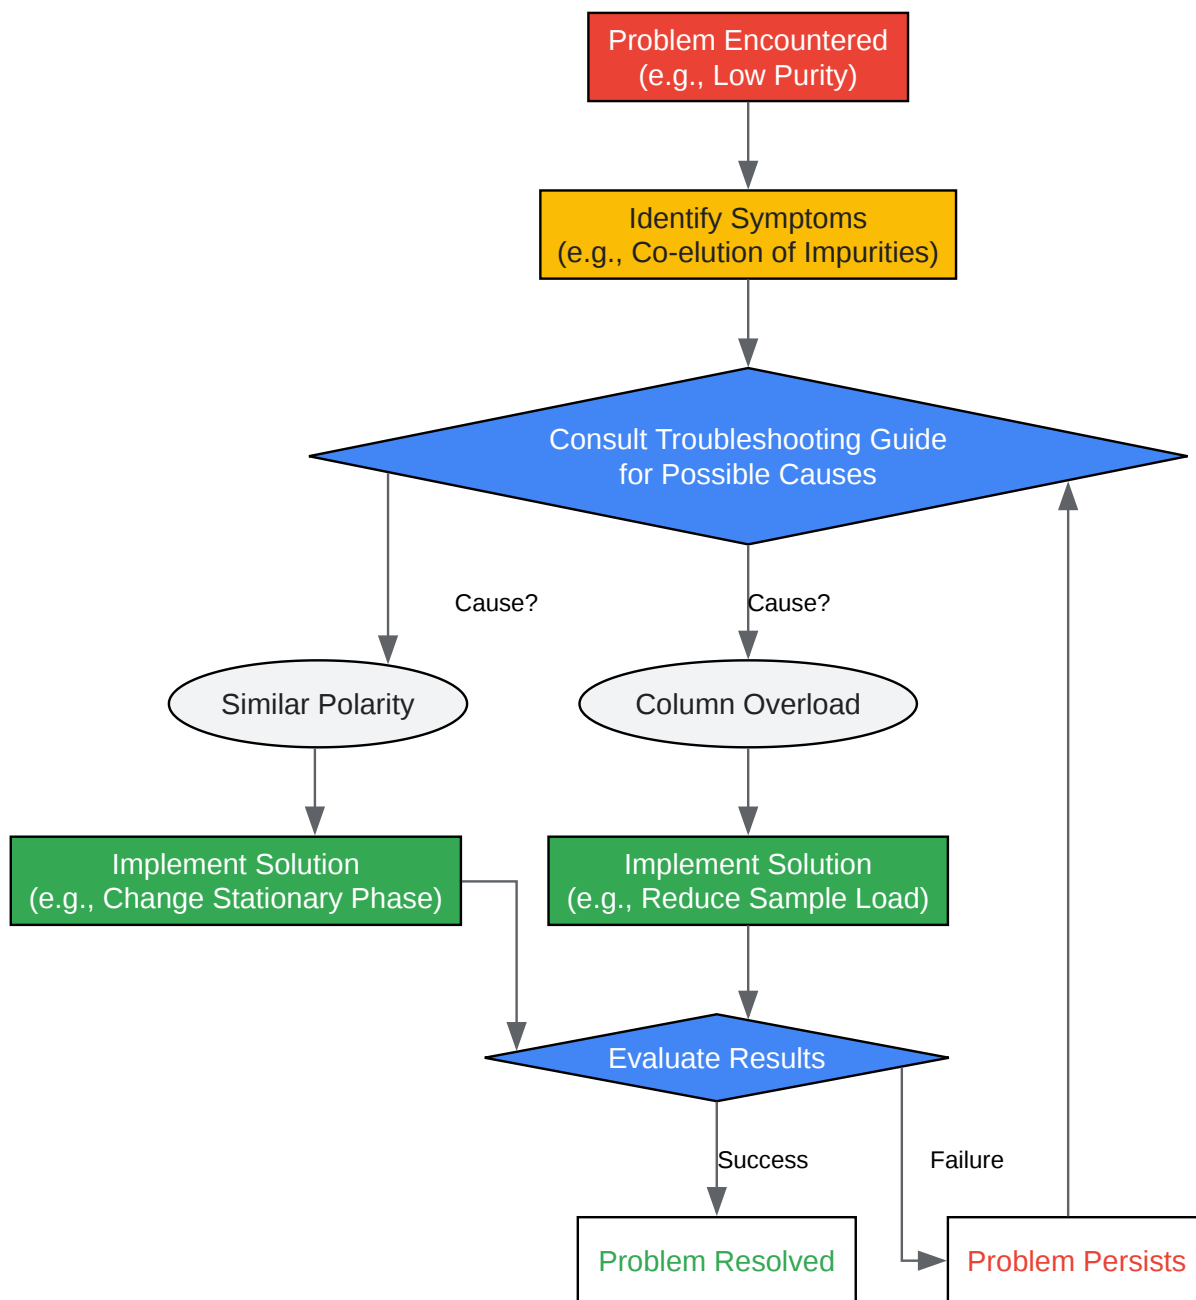 Problem Encountered
(e.g., Low Purity)
Identify Symptoms
(e.g., Co-elution of Impurities)
Consult Troubleshooting Guide
for Possible Causes
Cause?
Cause?
Similar Polarity
Column Overload
Implement Solution
(e.g., Change Stationary Phase)
Implement Solution
(e.g., Reduce Sample Load)
Evaluate Results
Success
Failure
Problem Resolved
Problem Persists